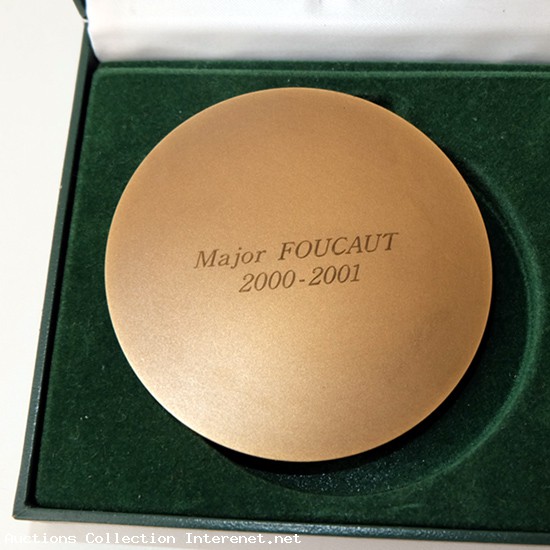 Major FOUCAUT
2000-2001
Auctions Collection Interenet.net